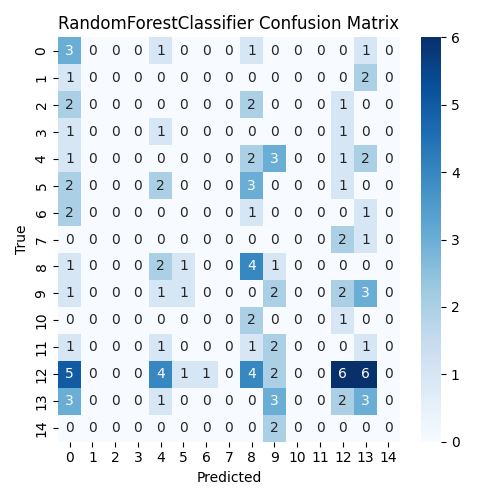 RandomForestClassifier Confusion Matrix
0 3 0 0 0 1 0 0 0 1 0 0 0 0 1 0
1 1 0 0 0 0 0 0 0 0 0 0 0 0 2 0
2 2 0 0 0 0 0 0 0 2 0 0 0 1 0 0
3 1 0 0 0 1 0 0 0 0 0 0 0 1 0 0
4 1 0 0 0 0 0 0 0 2 3 0 0 1 2 0
5 2 0 0 0 2 0 0 0 3 0 0 0 1 0 0
6 2 0 0 0 0 0 0 0 1 0 0 0 0 1 0
7 0 0 0 0 0 0 0 0 0 0 0 0 2 1 0
8 1 0 0 0 2 1 0 0 4 1 0 0 0 0 0
9 1 0 0 0 1 1 0 0 0 2 0 0 2 3 0
10 0 0 0 0 0 0 0 0 2 0 0 0 1 0 0
11 1 0 0 0 1 0 0 0 1 2 0 0 0 1 0
12 5 0 0 0 4 1 1 0 4 2 0 0 6 6 0
13 3 0 0 0 1 0 0 0 0 3 0 0 2 3 0
14 0 0 0 0 0 0 0 0 0 2 0 0 0 0 0
0 1 2 3 4 5 6 7 8 9 10 11 12 13 14
Predicted
True
6
5
4
3
2
1
0